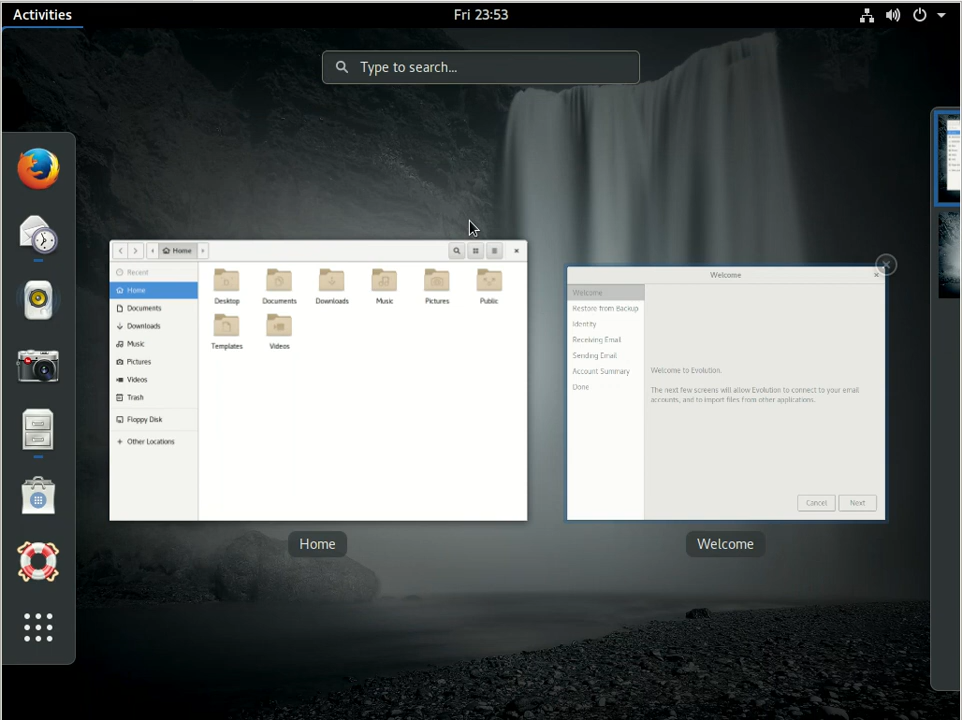 Activities
Fri 23:53
Type to search...
Home
Recent
Home
Documents
Downloads
Music
Pictures
Videos
Trash
Floppy Disk
Other Locations
Desktop
Documents
Downloads
Music
Pictures
Public
Templates
Videos
Home
Welcome
Welcome
Restore from Backup
Identity
Receiving Email
Sending Email
Account Summary
Done
Welcome to Evolution.
The next few screens will allow Evolution to connect to your email
accounts, and to import files from other applications.
Cancel
Next
Welcome